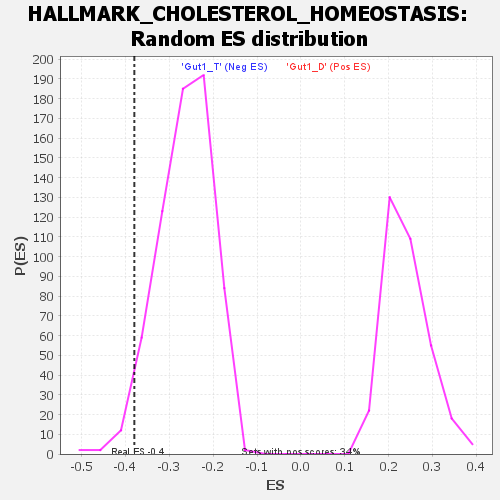 HALLMARK_CHOLESTEROL_HOMEOSTASIS:
Random ES distribution
'Gut1_T' (Neg ES) 'Gut1_D' (Pos ES)
200
190
180
170
160
150
140
130
120
110
100
90
80
70
60
50
40
30
20
10
0
P(ES)
Real ES -0.4
Sets with pos scores: 34%
-0.5 -0.4 -0.3 -0.2 -0.1 0.0 0.1 0.2 0.3 0.4
ES